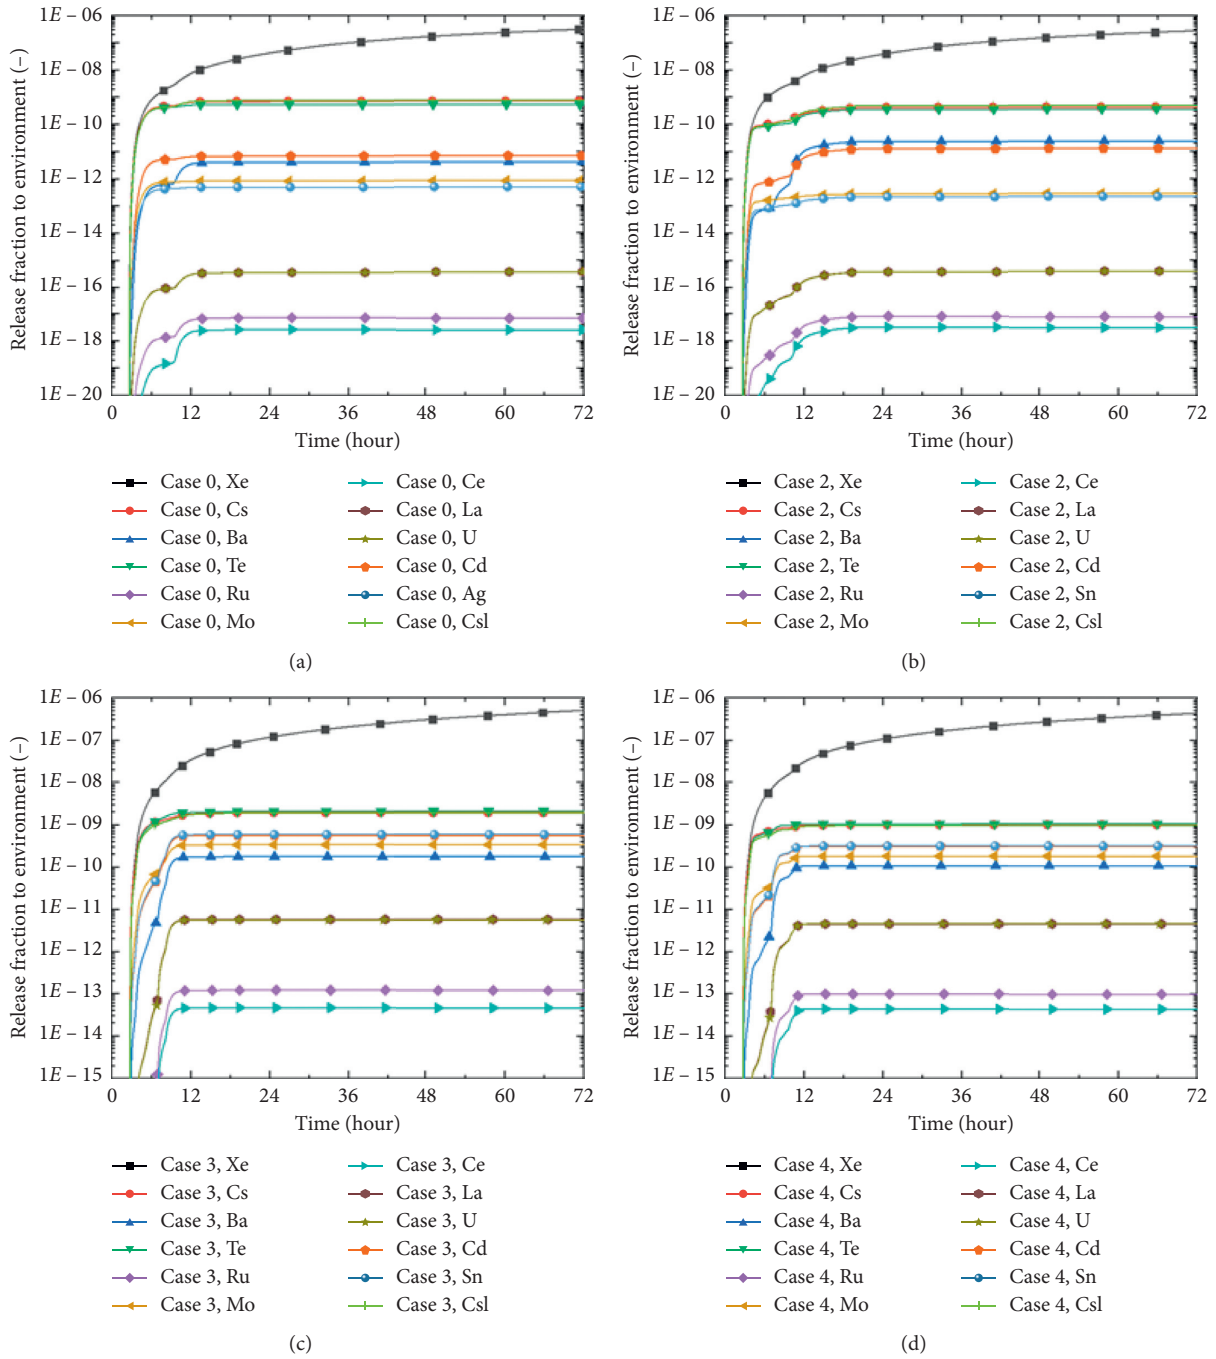 Release fraction to environment (–)
1E – 06
1E – 08
1E – 10
1E – 12
1E – 14
1E – 16
1E – 18
1E – 20
0 12 24 36 48 60 72
Time (hour)
Case 0, Xe
Case 0, Cs
Case 0, Ba
Case 0, Te
Case 0, Ru
Case 0, Mo
Case 0, Ce
Case 0, La
Case 0, U
Case 0, Cd
Case 0, Ag
Case 0, Csl
(a)
Release fraction to environment (–)
1E – 06
1E – 08
1E – 10
1E – 12
1E – 14
1E – 16
1E – 18
1E – 20
0 12 24 36 48 60 72
Time (hour)
Case 2, Xe
Case 2, Cs
Case 2, Ba
Case 2, Te
Case 2, Ru
Case 2, Mo
Case 2, Ce
Case 2, La
Case 2, U
Case 2, Cd
Case 2, Sn
Case 2, Csl
(b)
Release fraction to environment (–)
1E – 06
1E – 07
1E – 08
1E – 09
1E – 10
1E – 11
1E – 12
1E – 13
1E – 14
1E – 15
0 12 24 36 48 60 72
Time (hour)
Case 3, Xe
Case 3, Cs
Case 3, Ba
Case 3, Te
Case 3, Ru
Case 3, Mo
Case 3, Ce
Case 3, La
Case 3, U
Case 3, Cd
Case 3, Sn
Case 3, Csl
(c)
Release fraction to environment (–)
1E – 06
1E – 07
1E – 08
1E – 09
1E – 10
1E – 11
1E – 12
1E – 13
1E – 14
1E – 15
0 12 24 36 48 60 72
Time (hour)
Case 4, Xe
Case 4, Cs
Case 4, Ba
Case 4, Te
Case 4, Ru
Case 4, Mo
Case 4, Ce
Case 4, La
Case 4, U
Case 4, Cd
Case 4, Sn
Case 4, Csl
(d)